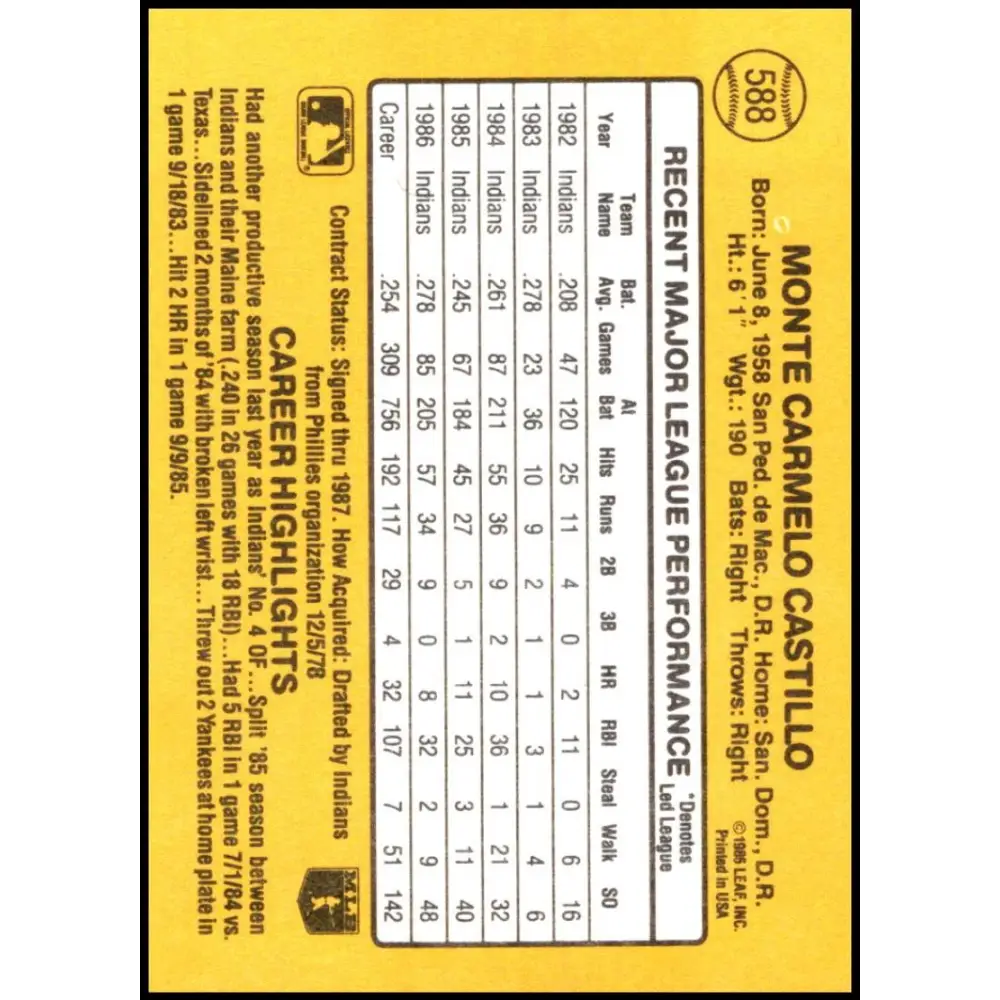 588
MONTE CARMELO CASTILLO
Born: June 8, 1958 San Ped. de Mac., D.R. Home: San. Dom., D.R.
Ht.: 6' 1" Wgt.: 190 Bats: Right Throws: Right
©1985 LEAF, INC.
Printed in USA
RECENT MAJOR LEAGUE PERFORMANCE *Denotes Led League
Year Team Name Bat. Avg. Games At Bat Hits Runs 2B 3B HR RBI Steal Walk SO
1982 Indians .208 47 120 25 11 4 0 2 11 0 6 16
1983 Indians .278 23 36 10 9 2 1 1 3 1 4 6
1984 Indians .261 87 211 55 36 9 2 10 36 1 21 32
1985 Indians .245 67 184 45 27 5 1 11 25 3 11 40
1986 Indians .278 85 205 57 34 9 0 8 32 2 9 48
Career .254 309 756 192 117 29 4 32 107 7 51 142
Contract Status: Signed thru 1987. How Acquired: Drafted by Indians
from Phillies organization 12/5/78
MLB
CAREER HIGHLIGHTS
Had another productive season last year as Indians' No. 4 OF...Split '85 season between
Indians and their Maine farm (.240 in 26 games with 18 RBI)...Had 5 RBI in 1 game 7/1/84 vs.
Texas...Sidelined 2 months of '84 with broken left wrist...Threw out 2 Yankees at home plate in
1 game 9/18/83...Hit 2 HR in 1 game 9/9/85.